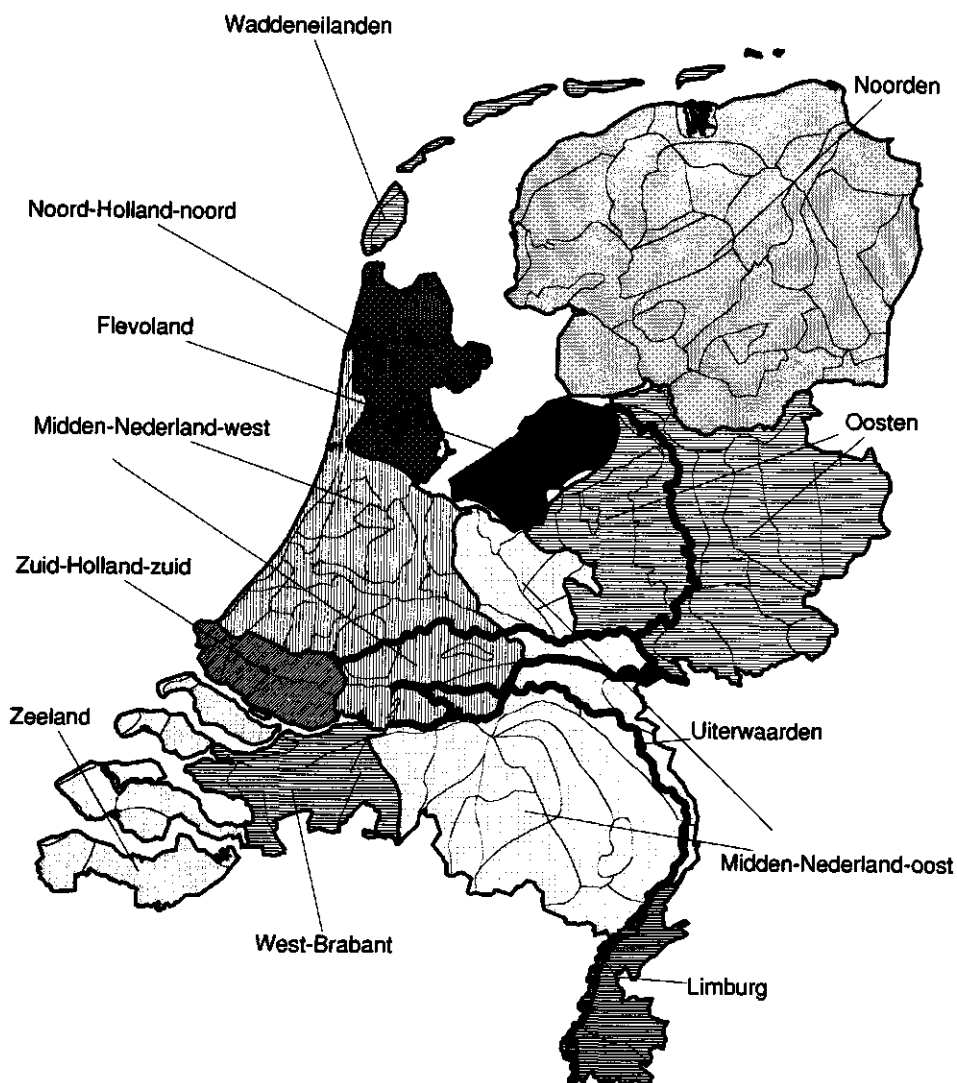 Waddeneilanden
Noorden
Noord-Holland-noord
Flevoland
Midden-Nederland-west
Oosten
Zuid-Holland-zuid
Zeeland
Uiterwaarden
Midden-Nederland-oost
West-Brabant
Limburg